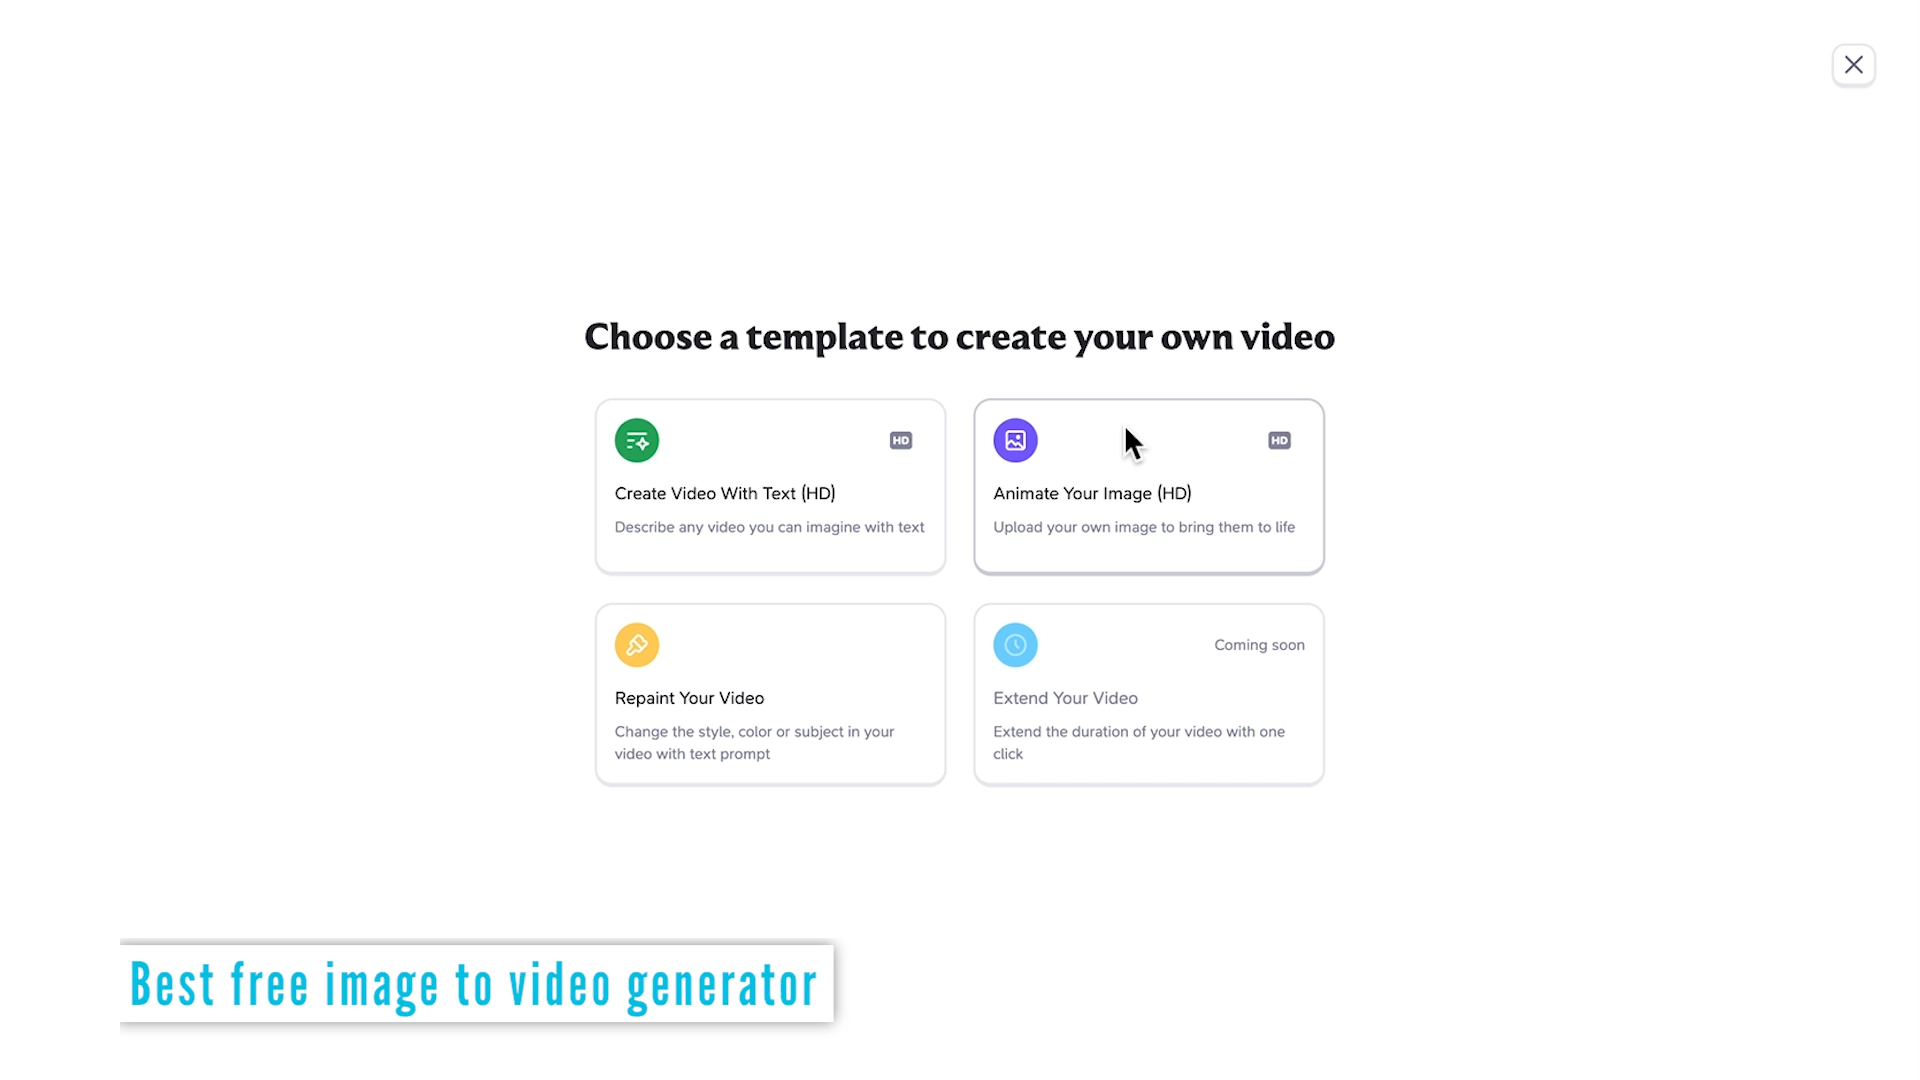 Choose a template to create your own video
HD
Create Video With Text (HD)
Describe any video you can imagine with text
HD
Animate Your Image (HD)
Upload your own image to bring them to life
Repaint Your Video
Change the style, color or subject in your
video with text prompt
Coming soon
Extend Your Video
Extend the duration of your video with one
click
Best free image to video generator